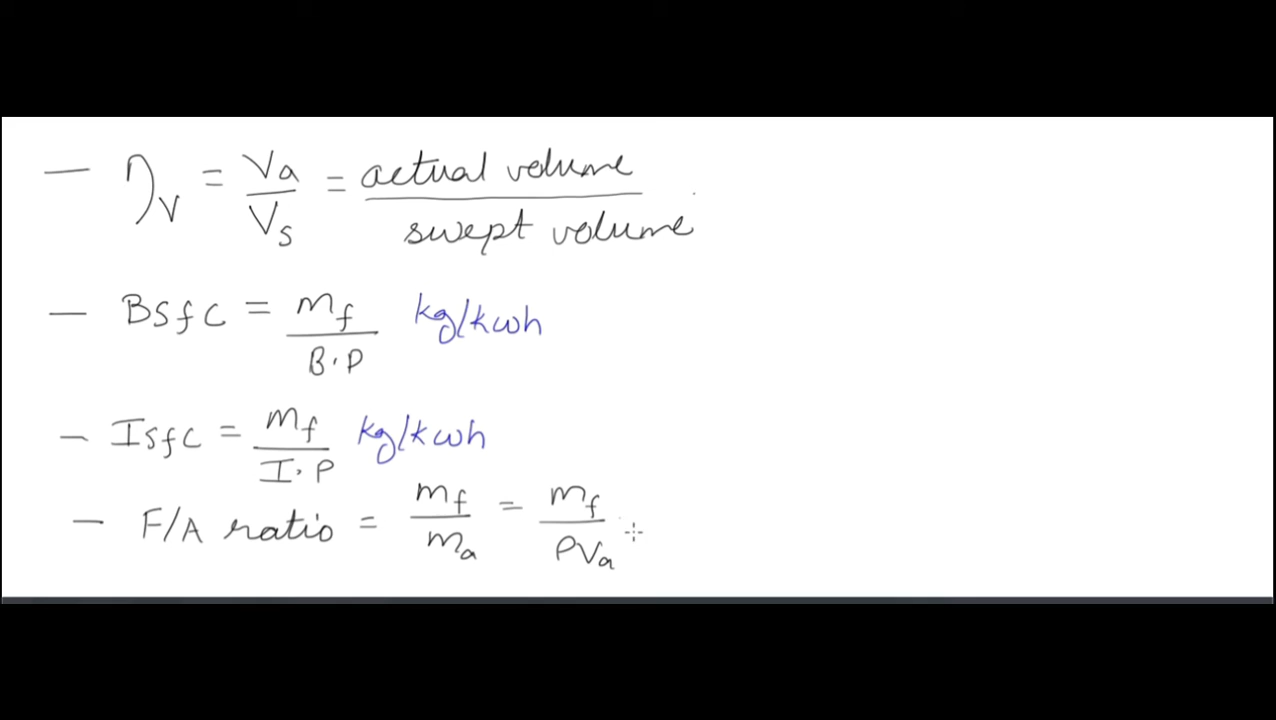 — ηv = Va/Vs = actual volume/swept volume
— Bsfc = mf/B.P kg/kwh
— Isfc = mf/I.P kg/kwh
— F/A ratio = mf/ma = mf/ρVa